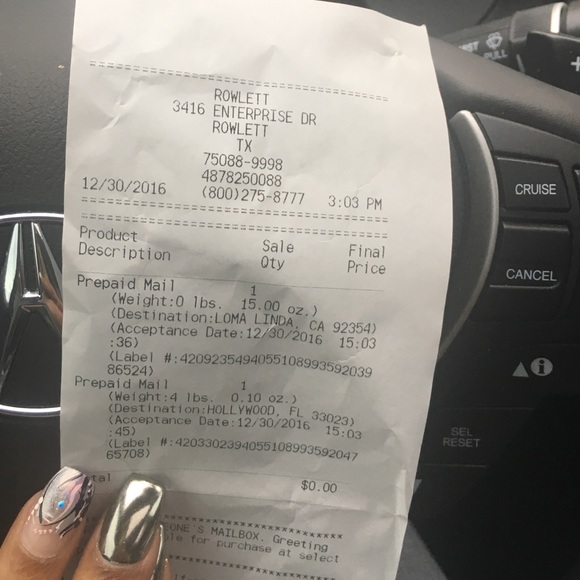 ROWLETT
3416 ENTERPRISE DR
ROWLETT
TX
75088-9998
4878250088
12/30/2016 (800)275-8777 3:03 PM
Product Description Sale Qty Final Price
Prepaid Mail 1
(Weight:0 lbs. 15.00 oz.)
(Destination:LOMA LINDA, CA 92354)
(Acceptance Date:12/30/2016 15:03
:36)
(Label #:4209235494055108993592039
86524)
Prepaid Mail 1
(Weight:4 lbs. 0.10 oz.)
(Destination:HOLLYWOOD, FL 33023)
(Acceptance Date:12/30/2016 15:03
:45)
(Label #:4203302394055108993592047
65708)
$0.00
MAILBOX. Greeting
for purchase at select
CRUISE
CANCEL
SEL
RESET
PULL